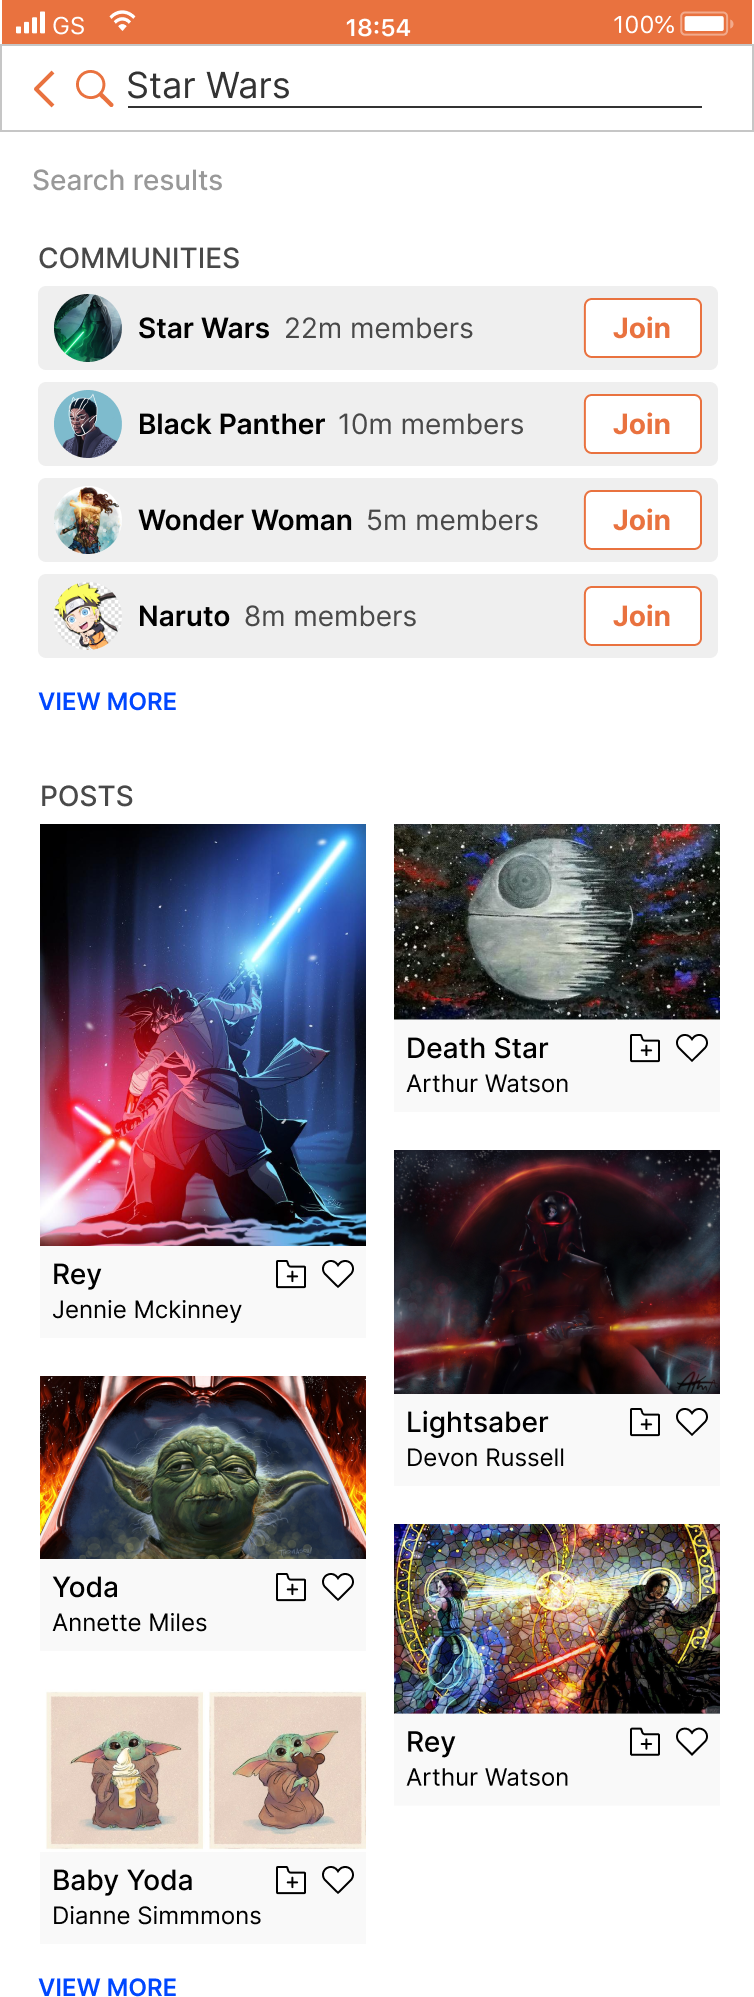 GS
18:54
100%
Star Wars
Search results
COMMUNITIES
Star Wars 22m members Join
Black Panther 10m members Join
Wonder Woman 5m members Join
Naruto 8m members Join
VIEW MORE
POSTS
Rey
Jennie Mckinney
Yoda
Annette Miles
Baby Yoda
Dianne Simmmons
Death Star
Arthur Watson
Lightsaber
Devon Russell
Rey
Arthur Watson
VIEW MORE